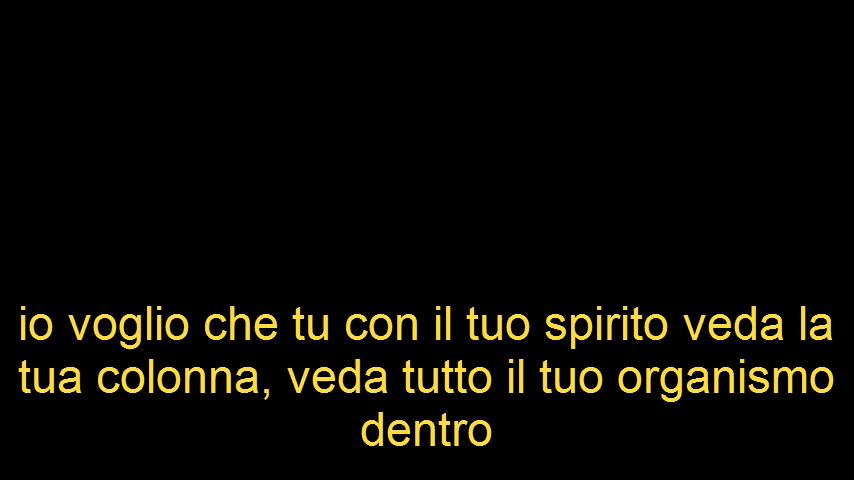 io voglio che tu con il tuo spirito veda la
tua colonna, veda tutto il tuo organismo
dentro